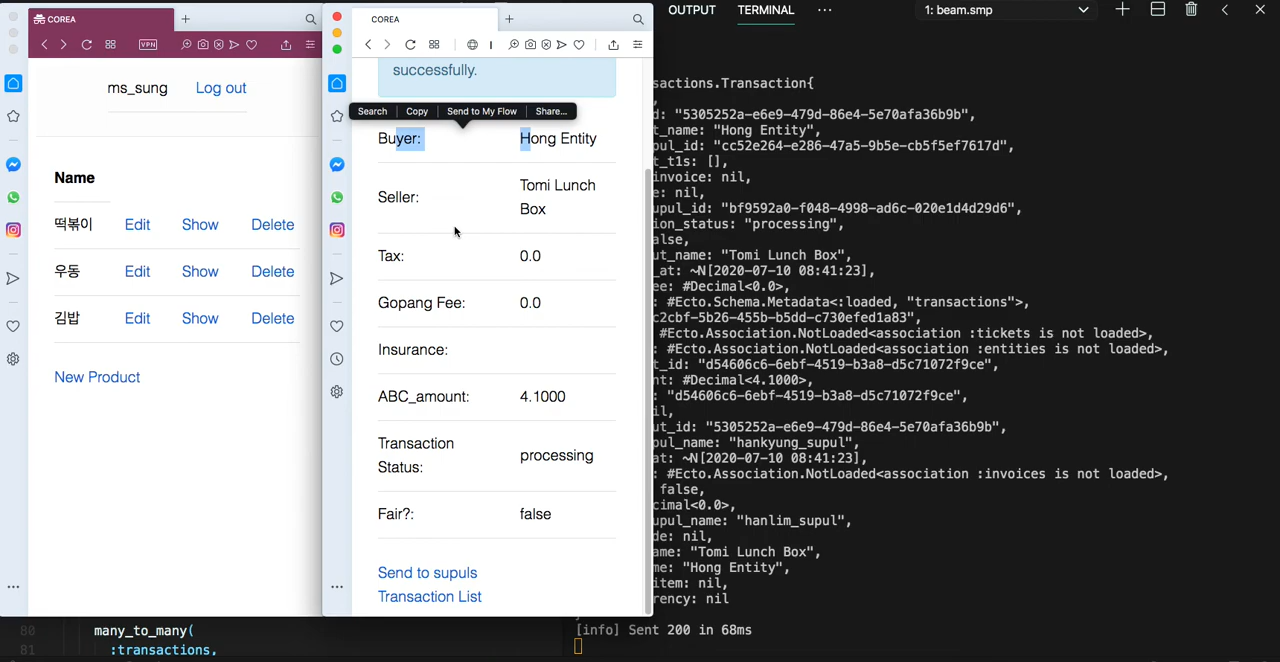 COREA
VPN
ms_sung
Log out
Name
떡볶이 Edit Show Delete
우동 Edit Show Delete
김밥 Edit Show Delete
New Product
COREA
successfully.
Search Copy Send to My Flow Share...
Buyer: Hong Entity
Seller: Tomi Lunch
Box
Tax: 0.0
Gopang Fee: 0.0
Insurance:
ABC_amount: 4.1000
Transaction
Status: processing
Fair?: false
Send to supuls
Transaction List
80 many_to_many(
81 :transactions,
OUTPUT TERMINAL ··· 1: beam.smp
sactions.Transaction{
,
d: "5305252a-e6e9-479d-86e4-5e70afa36b9b",
t_name: "Hong Entity",
pul_id: "cc52e264-e286-47a5-9b5e-cb5f5ef7617d",
_t1s: [],
invoice: nil,
e: nil,
upul_id: "bf9592a0-f048-4998-ad6c-020e1d4d29d6",
ion_status: "processing",
alse,
ut_name: "Tomi Lunch Box",
_at: ~N[2020-07-10 08:41:23],
ee: #Decimal<0.0>,
: #Ecto.Schema.Metadata<:loaded, "transactions">,
c2cbf-5b26-455b-b5dd-c730efed1a83",
#Ecto.Association.NotLoaded<association :tickets is not loaded>,
: #Ecto.Association.NotLoaded<association :entities is not loaded>,
t_id: "d54606c6-6ebf-4519-b3a8-d5c71072f9ce",
nt: #Decimal<4.1000>,
: "d54606c6-6ebf-4519-b3a8-d5c71072f9ce",
il,
ut_id: "5305252a-e6e9-479d-86e4-5e70afa36b9b",
pul_name: "hankyung_supul",
at: ~N[2020-07-10 08:41:23],
: #Ecto.Association.NotLoaded<association :invoices is not loaded>,
false,
cimal<0.0>,
upul_name: "hanlim_supul",
de: nil,
ame: "Tomi Lunch Box",
me: "Hong Entity",
item: nil,
rency: nil
[info] Sent 200 in 68ms